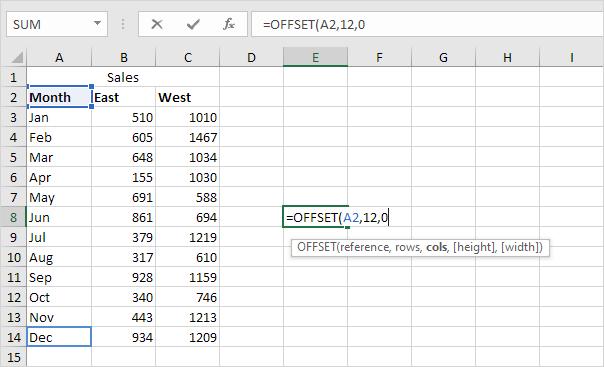 SUM =OFFSET(A2,12,0
A B C D E F G H I
1 Sales
2 Month East West
3 Jan 510 1010
4 Feb 605 1467
5 Mar 648 1034
6 Apr 155 1030
7 May 691 588
8 Jun 861 694 =OFFSET(A2,12,0
9 Jul 379 1219
OFFSET(reference, rows, cols, [height], [width])
10 Aug 317 610
11 Sep 928 1159
12 Oct 340 746
13 Nov 443 1213
14 Dec 934 1209
15